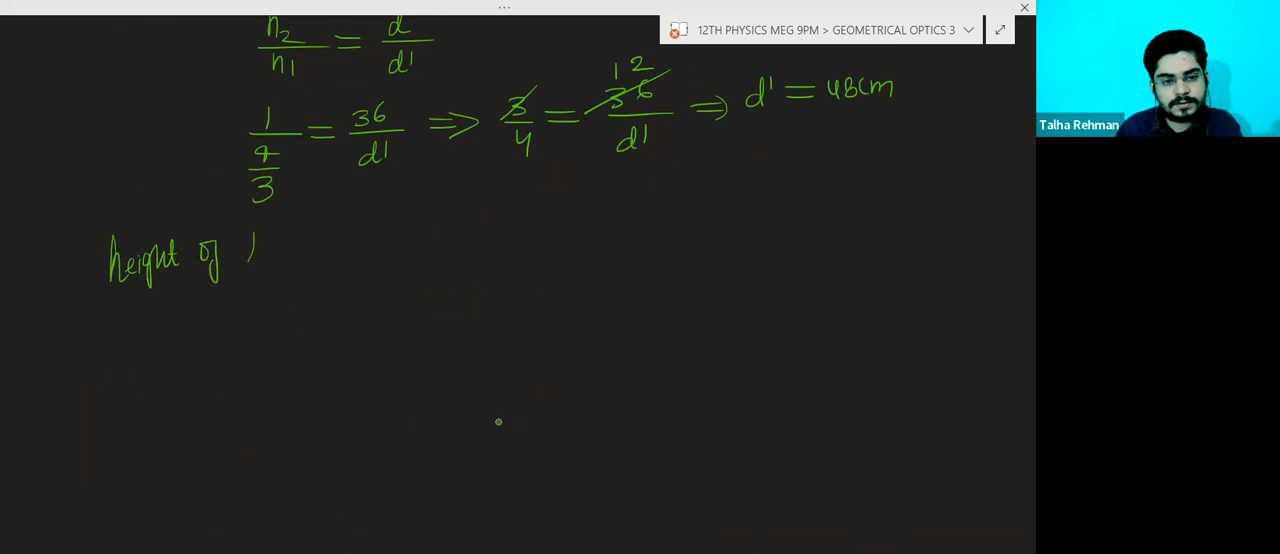 12TH PHYSICS MEG 9PM > GEOMETRICAL OPTICS 3
n2/n1 = d/d'
1/(4/3) = 36/d' => 3/4 = 36/d' => d' = 48cm
12
height of
Talha Rehman